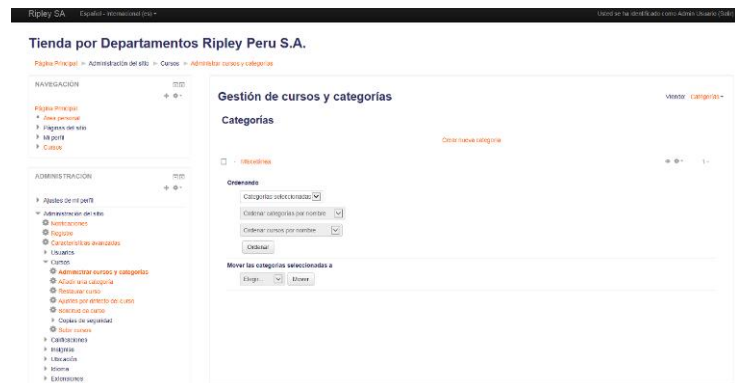 Ripley SA Español - Internacional (es)
Usted se ha identificado como Admin Usuario (Salir)
Tienda por Departamentos Ripley Peru S.A.
Página Principal Administración del sitio Cursos Administrar cursos y categorías
NAVEGACIÓN
Página Principal
Área personal
Páginas del sitio
Mi perfil
Cursos
ADMINISTRACIÓN
Ajustes de mi perfil
Administración del sitio
Notificaciones
Registro
Características avanzadas
Usuarios
Cursos
Administrar cursos y categorías
Añadir una categoría
Restaurar curso
Ajustes por defecto del curso
Solicitud de curso
Copias de seguridad
Subir cursos
Calificaciones
Insignias
Ubicación
Idioma
Extensiones
Gestión de cursos y categorías
Viendo: Categorías
Categorías
Crear nueva categoría
Miscelánea
Ordenando
Categorías seleccionadas
Ordenar categorías por nombre
Ordenar cursos por nombre
Ordenar
Mover las categorías seleccionadas a
Elegir... Mover